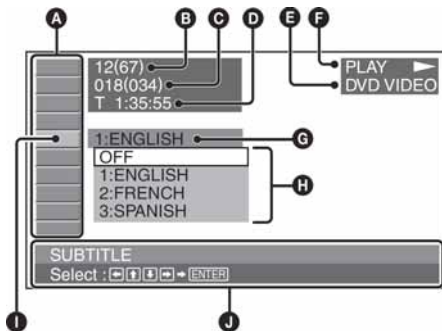 A
B
C
D
E
F
12(67)
018(034)
T 1:35:55
PLAY
DVD VIDEO
1:ENGLISH
G
OFF
1:ENGLISH
2:FRENCH
3:SPANISH
H
SUBTITLE
Select : ←↑↓→ → ENTER
I
J